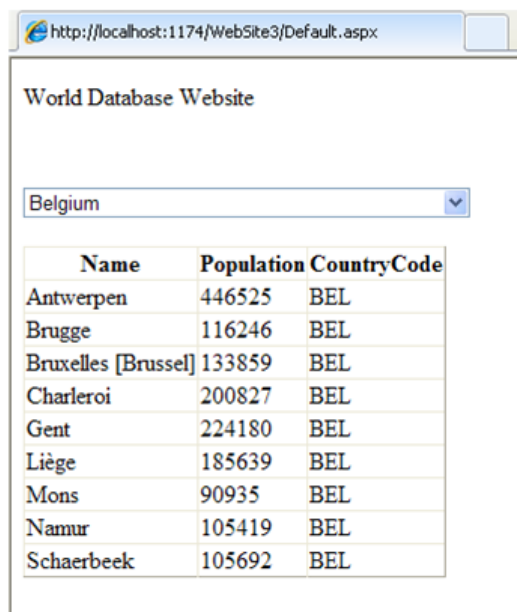 http://localhost:1174/WebSite3/Default.aspx
World Database Website
Belgium
Name Population CountryCode
Antwerpen 446525 BEL
Brugge 116246 BEL
Bruxelles [Brussel] 133859 BEL
Charleroi 200827 BEL
Gent 224180 BEL
Liège 185639 BEL
Mons 90935 BEL
Namur 105419 BEL
Schaerbeek 105692 BEL